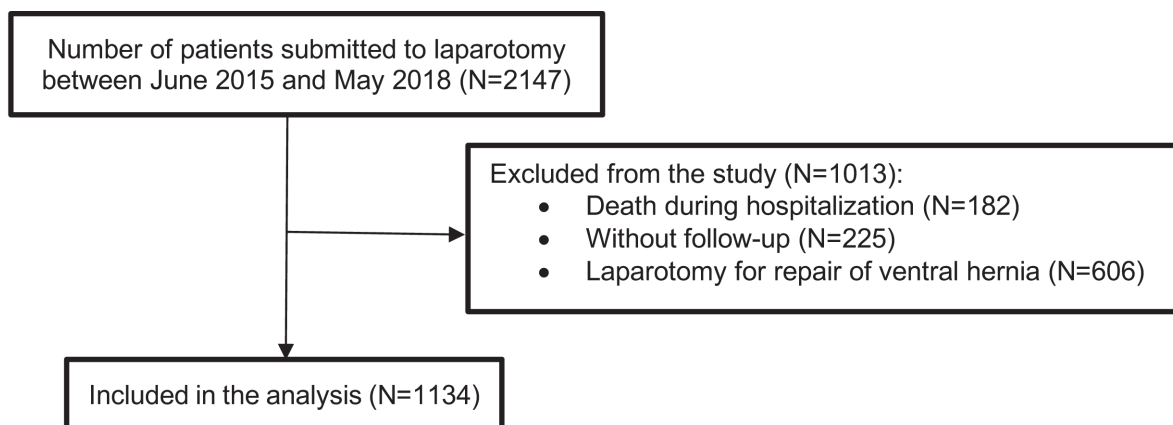 Number of patients submitted to laparotomy
between June 2015 and May 2018 (N=2147)
Excluded from the study (N=1013):
• Death during hospitalization (N=182)
• Without follow-up (N=225)
• Laparotomy for repair of ventral hernia (N=606)
Included in the analysis (N=1134)